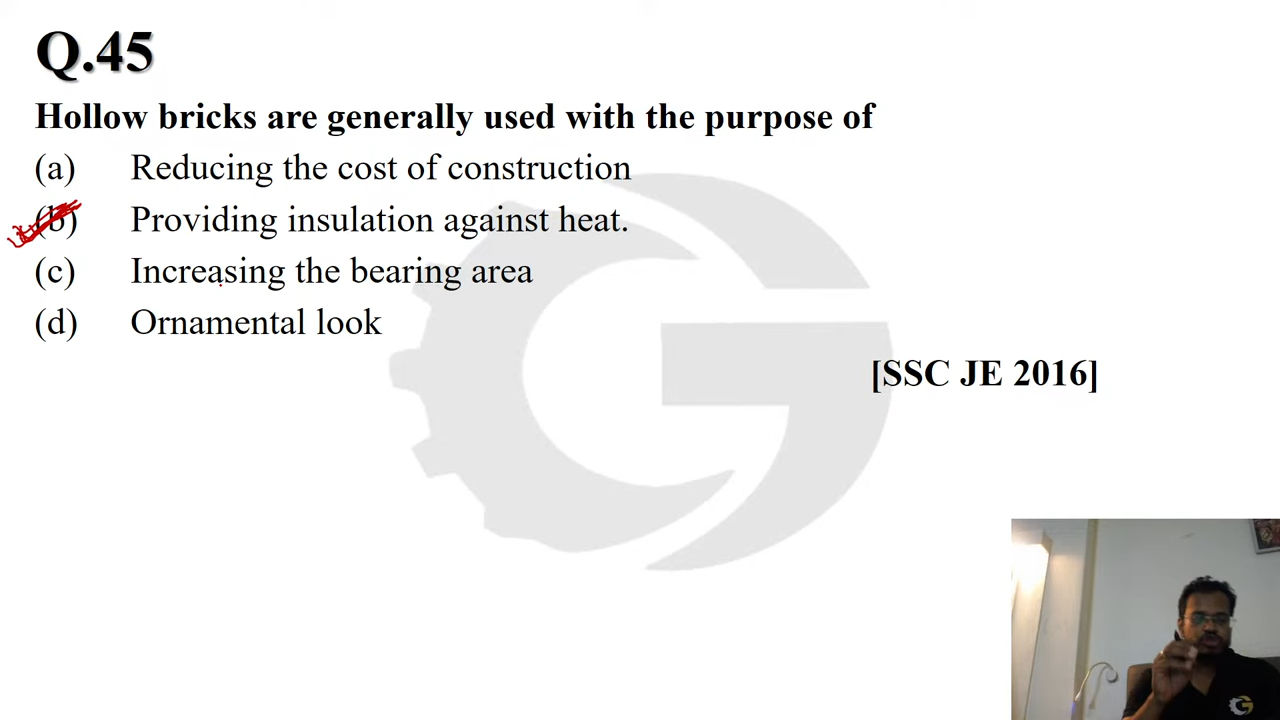 Q.45
Hollow bricks are generally used with the purpose of
(a) Reducing the cost of construction
(b) Providing insulation against heat.
(c) Increasing the bearing area
(d) Ornamental look
[SSC JE 2016]